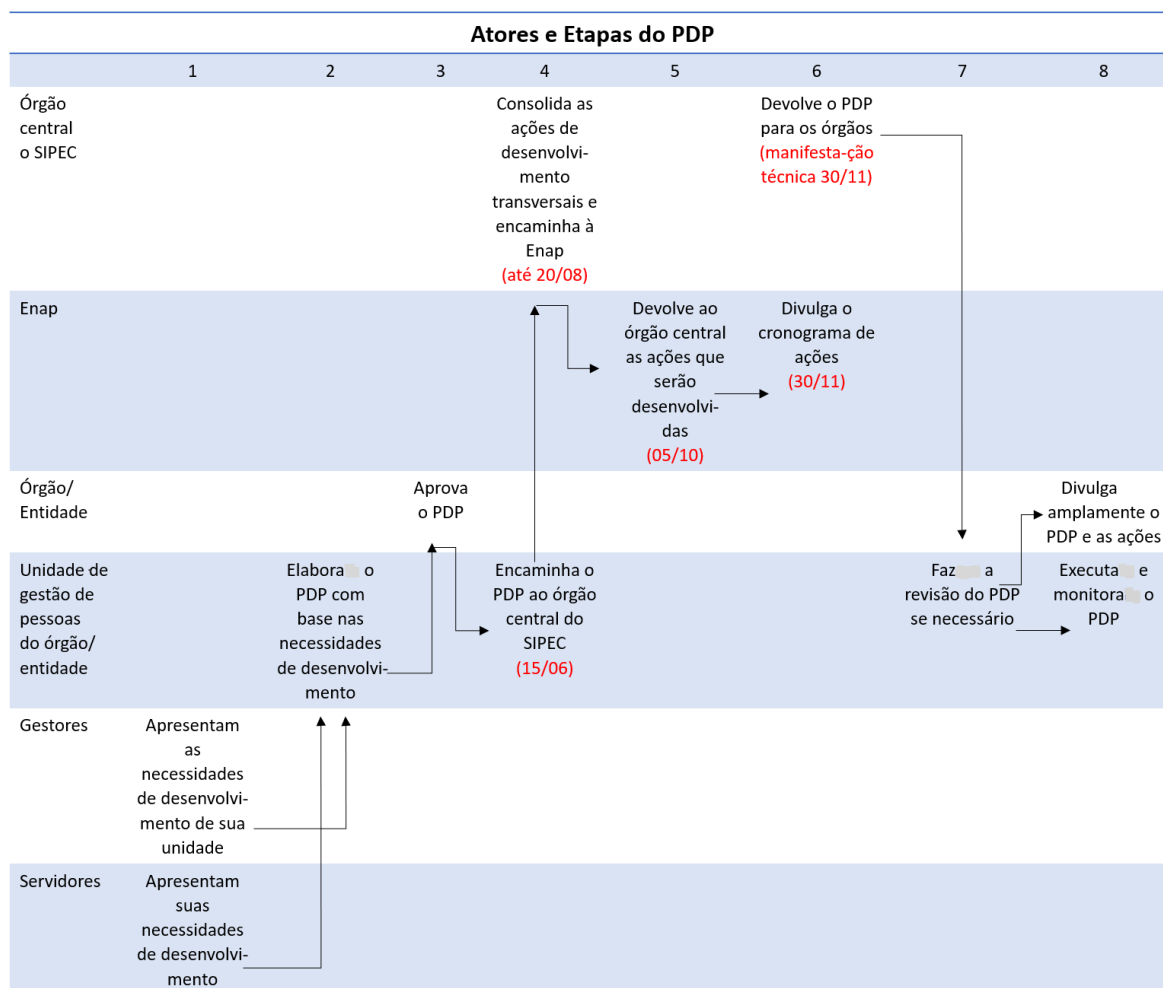 Atores e Etapas do PDP
1 2 3 4 5 6 7 8
Órgão
central
o SIPEC
Consolida as
ações de
desenvolvi-
mento
transversais e
encaminha à
Enap
(até 20/08)
Devolve o PDP
para os órgãos
(manifesta-ção
técnica 30/11)
Enap
Devolve ao
órgão central
as ações que
serão
desenvolvi-
das
(05/10)
Divulga o
cronograma de
ações
(30/11)
Órgão/
Entidade
Aprova
o PDP
Divulga
amplamente o
PDP e as ações
Unidade de
gestão de
pessoas
do órgão/
entidade
Elabora o
PDP com
base nas
necessidades
de desenvolvi-
mento
Encaminha o
PDP ao órgão
central do
SIPEC
(15/06)
Faz a
revisão do PDP
se necessário
Executa e
monitora o
PDP
Gestores
Apresentam
as
necessidades
de desenvolvi-
mento de sua
unidade
Servidores
Apresentam
suas
necessidades
de desenvolvi-
mento